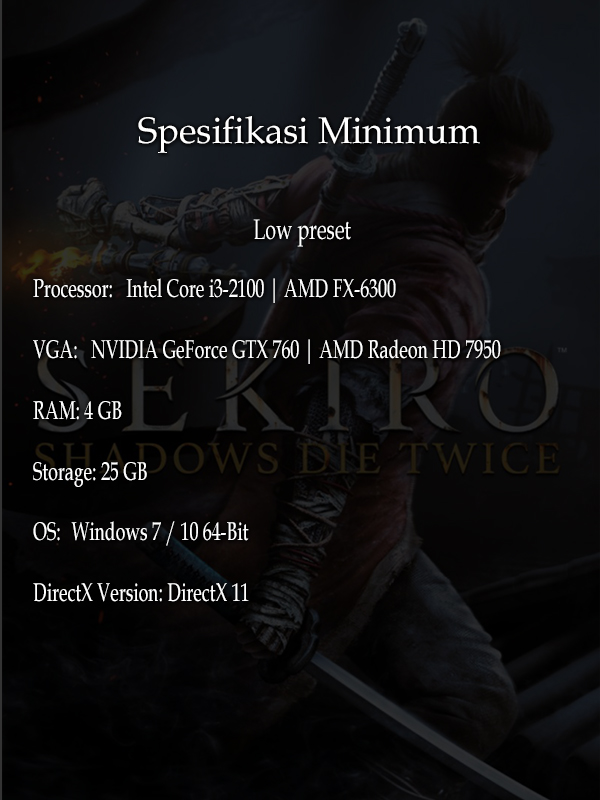 Spesifikasi Minimum
Low preset
Processor: Intel Core i3-2100 | AMD FX-6300
VGA: NVIDIA GeForce GTX 760 | AMD Radeon HD 7950
SEKIRO™
RAM: 4 GB
SHADOWS DIE TWICE
Storage: 25 GB
OS: Windows 7 / 10 64-Bit
DirectX Version: DirectX 11